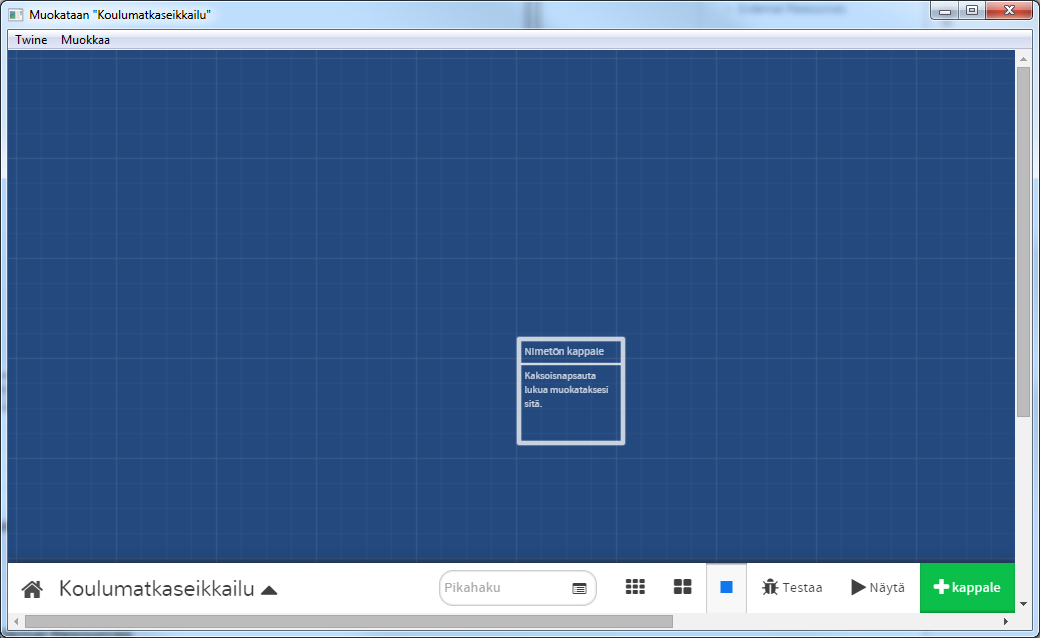 Muokataan "Koulumatkaseikkailu"
Twine Muokkaa
Nimetön kappale
Kaksoisnapsauta
lukua muokataksesi
sitä.
Koulumatkaseikkailu Pikahaku Testaa Näytä kappale